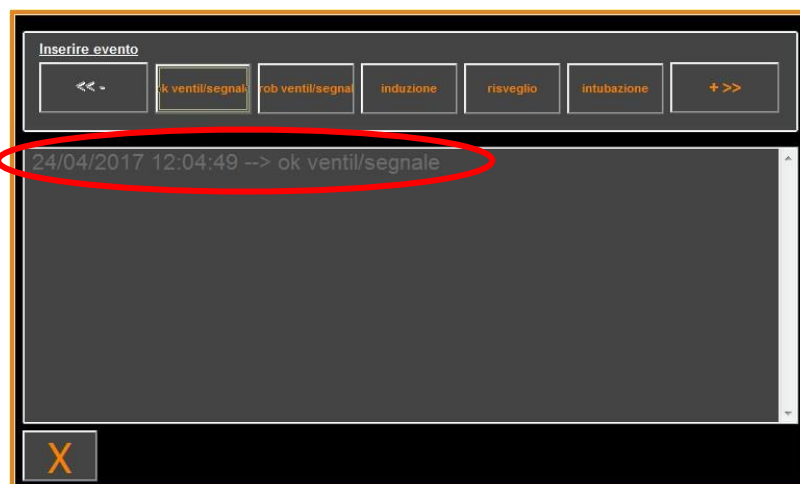 Inserire evento
<< -
k ventil/segnale
rob ventil/segnal
induzione
risveglio
intubazione
+ >>
24/04/2017 12:04:49 --> ok ventil/segnale
X